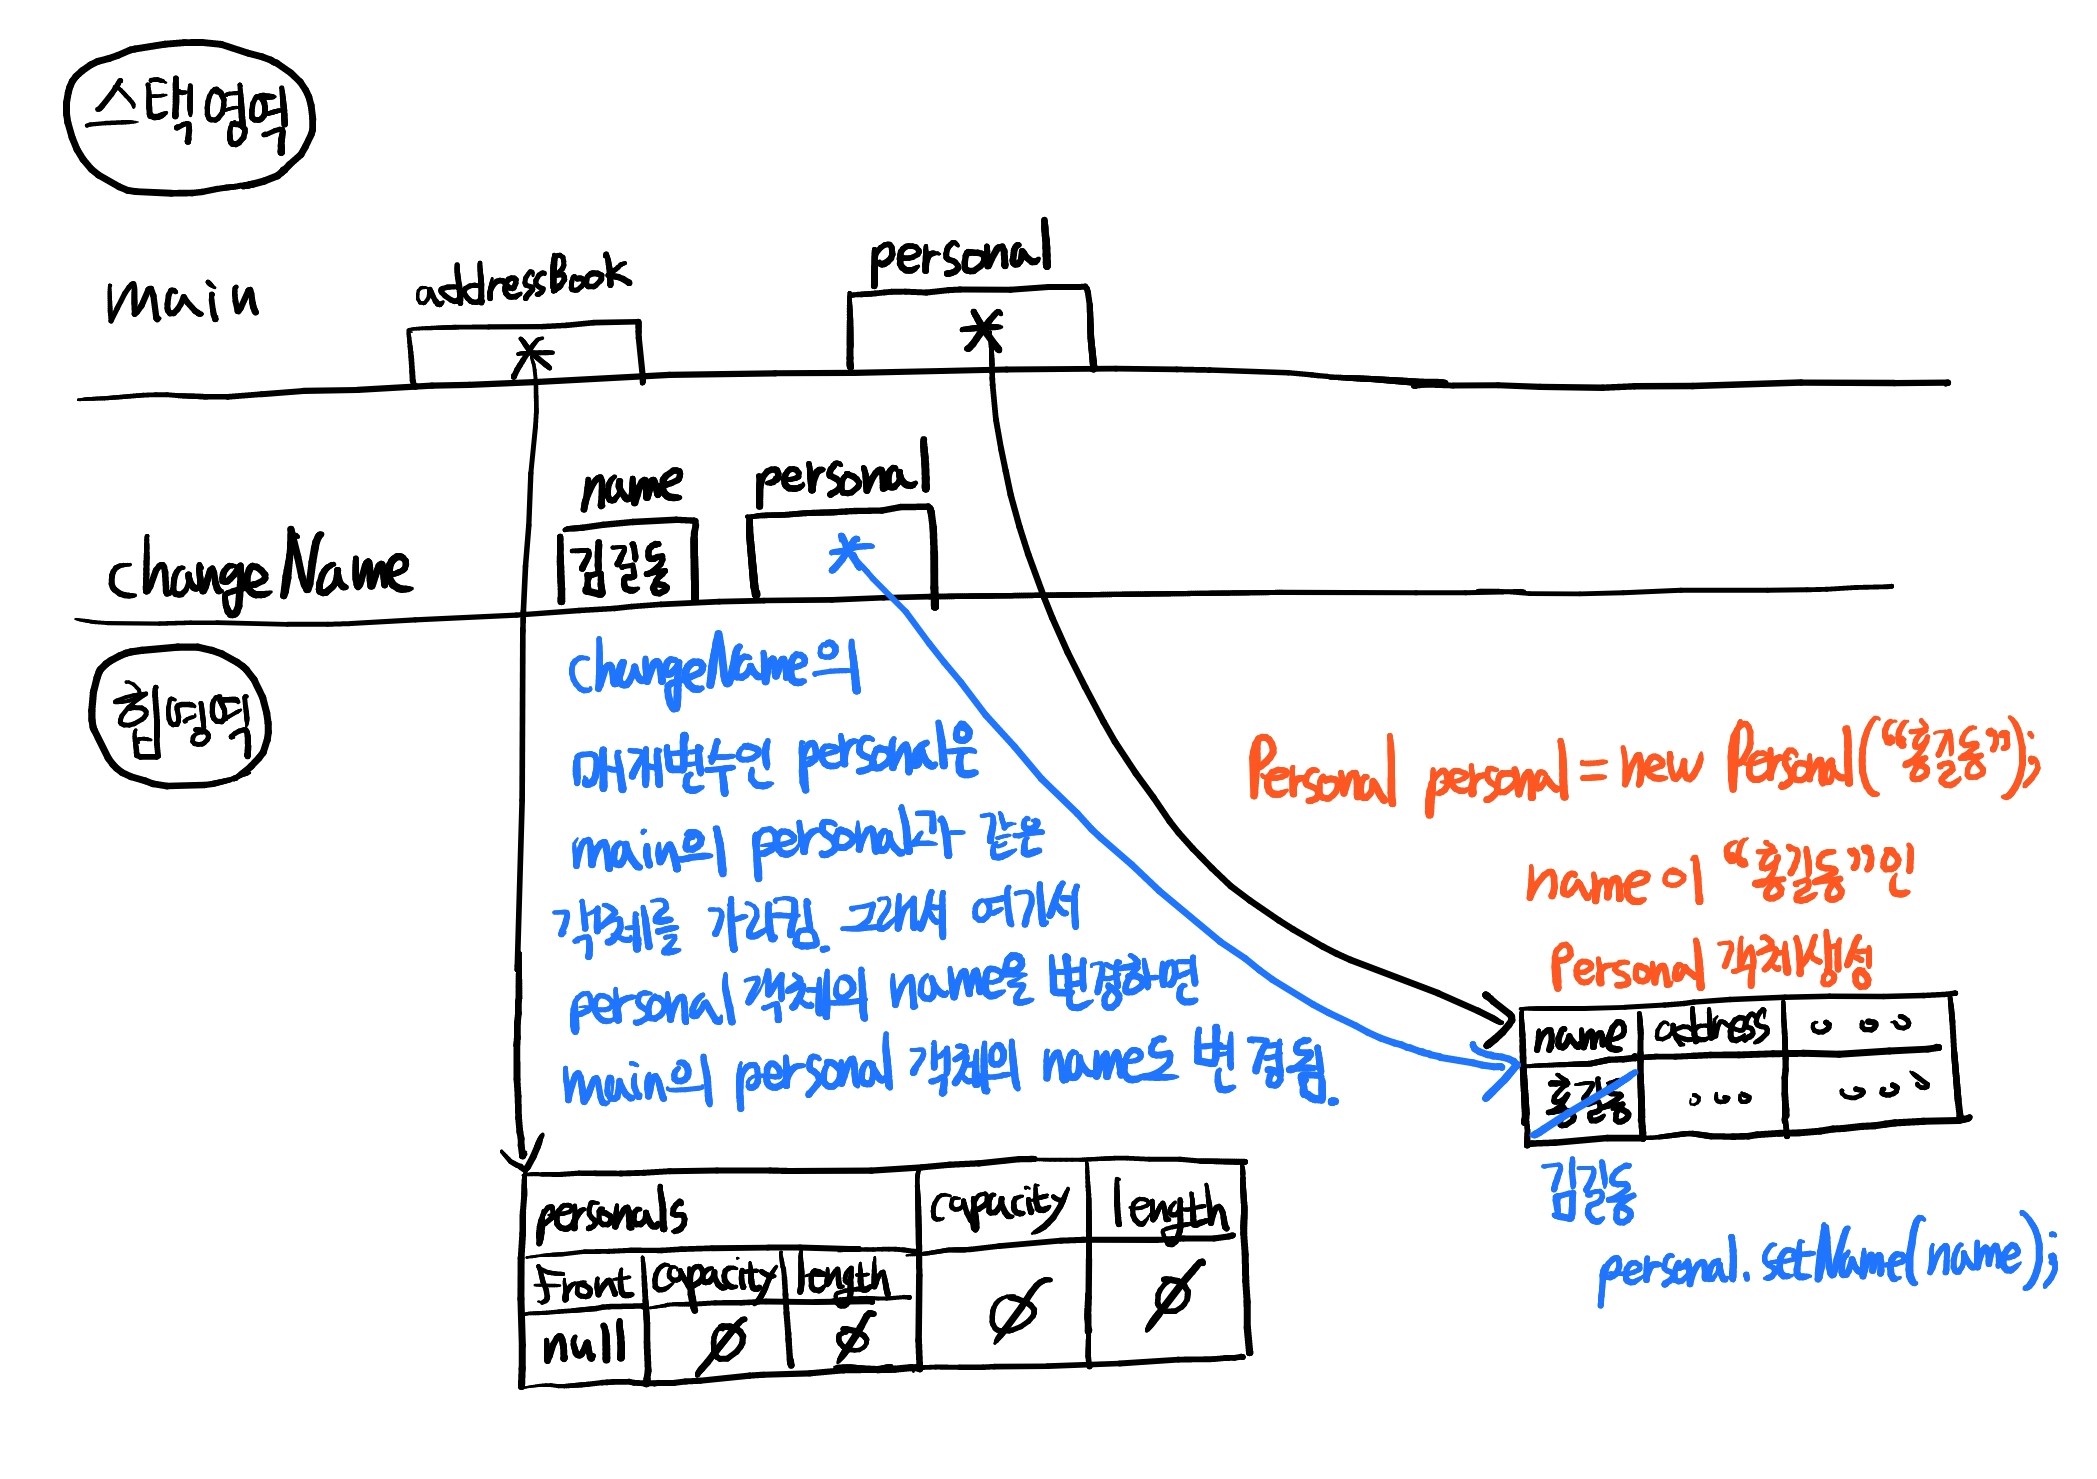 스택영역
main
addressBook
personal
*
*
changeName
name
personal
김길동
*
힙영역
changeName의
매개변수인 personal은
main의 personal과 같은
객체를 가리킴. 그래서 여기서
personal 객체의 name을 변경하면
main의 personal 객체의 name도 변경됨.
Personal personal = new Personal("홍길동");
name이 "홍길동"인
Personal 객체생성
name address ...
홍길동 ... ...
김길동
personal.setName(name);
personals capacity length
front capacity length
null 0 0 0 0